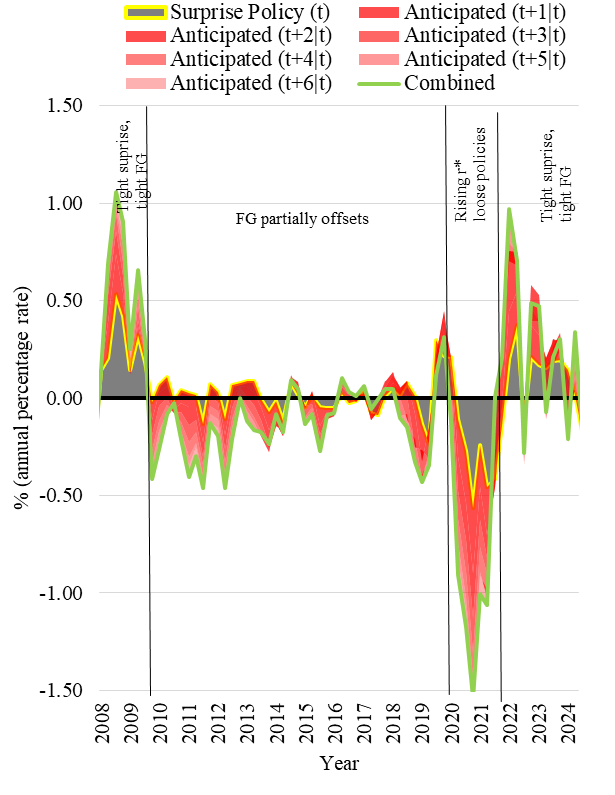 Surprise Policy (t)
Anticipated (t+1|t)
Anticipated (t+2|t)
Anticipated (t+3|t)
Anticipated (t+4|t)
Anticipated (t+5|t)
Anticipated (t+6|t)
Combined
% (annual percentage rate)
1.50
1.00
0.50
0.00
-0.50
-1.00
-1.50
Tight suprise,
tight FG
FG partially offsets
Rising r*
loose policies
Tight suprise,
tight FG
2008
2009
2010
2011
2012
2013
2014
2015
2016
2017
2018
2019
2020
2021
2022
2023
2024
Year